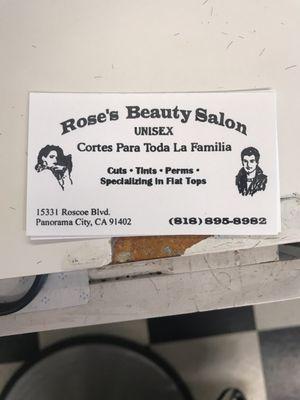 Rose's Beauty Salon
UNISEX
Cortes Para Toda La Familia
Cuts • Tints • Perms •
Specializing in Flat Tops
15331 Roscoe Blvd.
Panorama City, CA 91402
(818) 895-8982